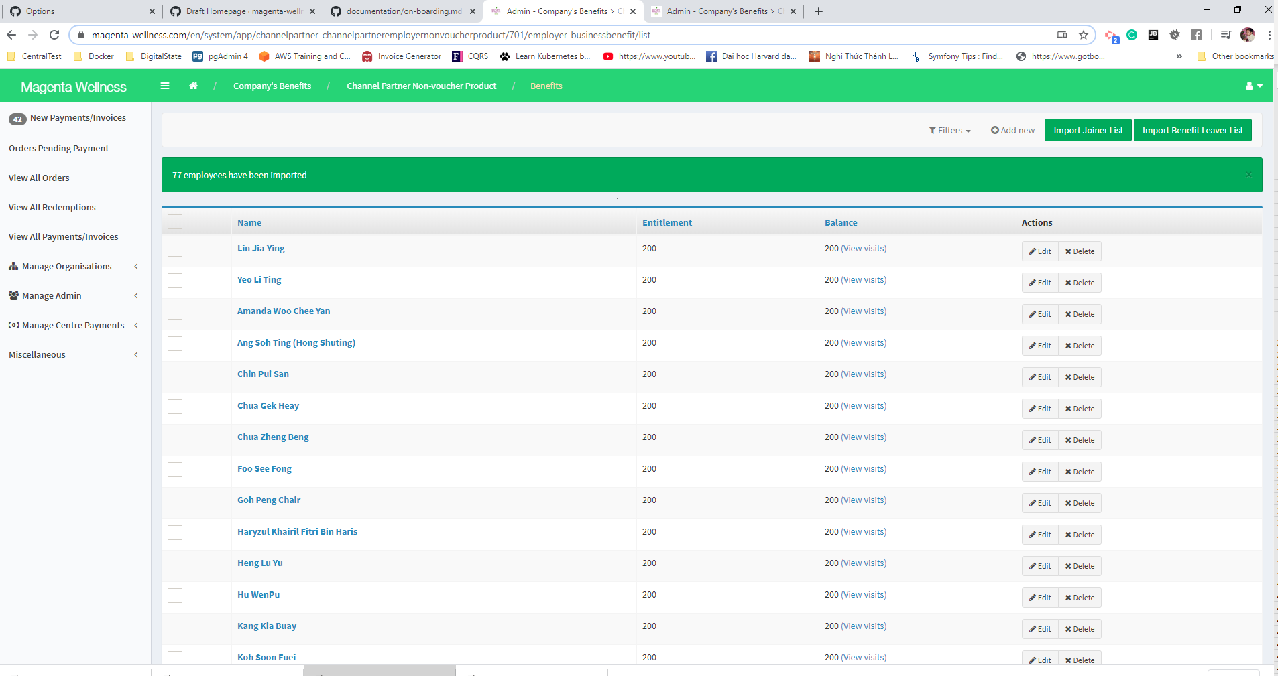 Options
Draft Homepage · magenta-welln
documentation/on-boarding.md
Admin - Company's Benefits > C
Admin - Company's Benefits > C
magenta-wellness.com/en/system/app/channelpartner-channelpartneremployernonvoucherproduct/701/employer-businessbenefit/list
CentralTest
Docker
DigitalState
pgAdmin 4
AWS Training and C...
Invoice Generator
CQRS
Learn Kubernetes b...
https://www.youtub...
Dai hoc Harvard da...
Nghi Thức Thánh L...
Symfony Tips : Find...
https://www.gotbo...
»
Other bookmarks
Magenta Wellness
/ Company's Benefits / Channel Partner Non-voucher Product / Benefits
42 New Payments/Invoices
Orders Pending Payment
View All Orders
View All Redemptions
View All Payments/Invoices
Manage Organisations
Manage Admin
Manage Centre Payments
Miscellaneous
Filters
Add new
Import Joiner List
Import Benefit Leaver List
77 employees have been imported
Name Entitlement Balance Actions
Lin Jia Ying 200 200 (View visits) Edit Delete
Yeo Li Ting 200 200 (View visits) Edit Delete
Amanda Woo Chee Yan 200 200 (View visits) Edit Delete
Ang Soh Ting (Hong Shuting) 200 200 (View visits) Edit Delete
Chin Pui San 200 200 (View visits) Edit Delete
Chua Gek Heay 200 200 (View visits) Edit Delete
Chua Zheng Beng 200 200 (View visits) Edit Delete
Foo See Fong 200 200 (View visits) Edit Delete
Goh Peng Chair 200 200 (View visits) Edit Delete
Haryzul Khairil Fitri Bin Haris 200 200 (View visits) Edit Delete
Heng Lu Yu 200 200 (View visits) Edit Delete
Hu WenPu 200 200 (View visits) Edit Delete
Kang Kia Buay 200 200 (View visits) Edit Delete
Koh Soon Fuei 200 200 (View visits) Edit Delete